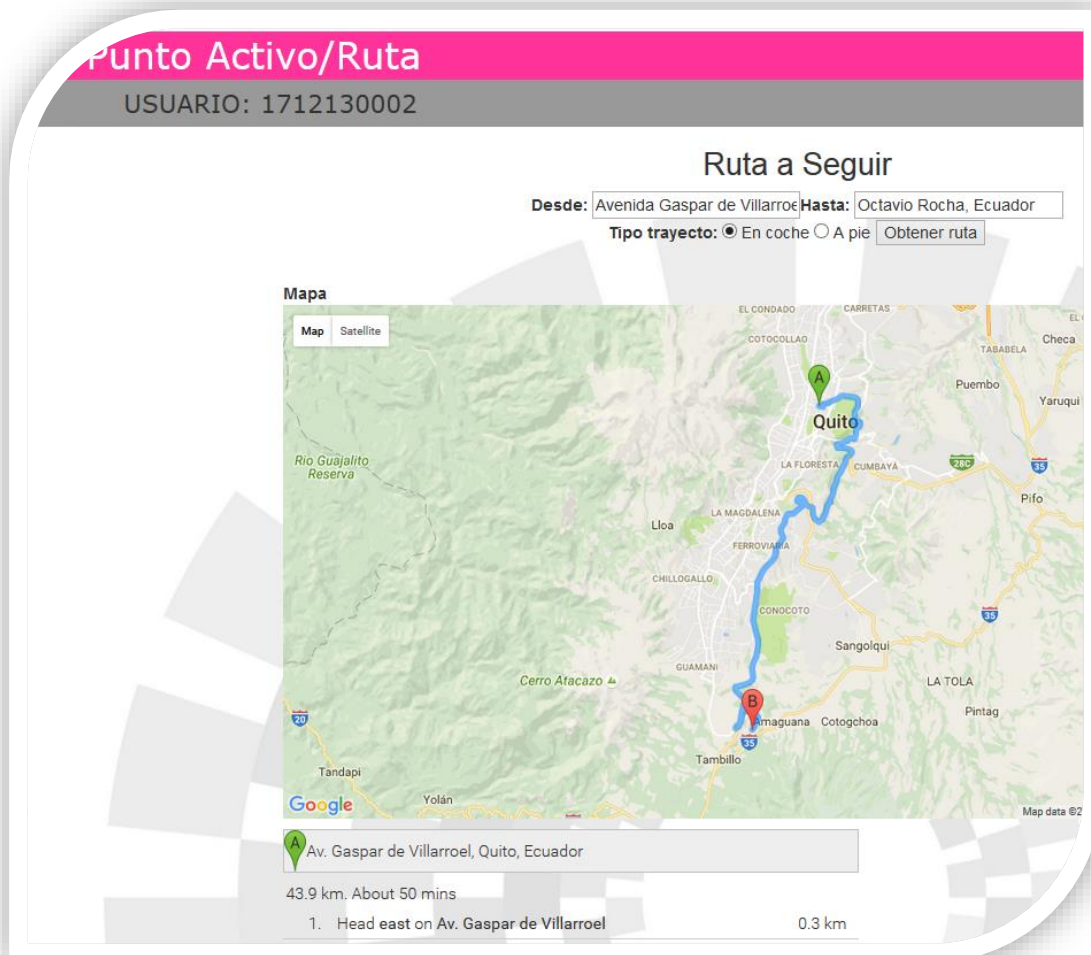 Punto Activo/Ruta
USUARIO: 1712130002
Ruta a Seguir
Desde: Avenida Gaspar de Villarroe Hasta: Octavio Rocha, Ecuador
Tipo trayecto: En coche A pie Obtener ruta
Mapa
Map Satellite
EL CONDADO
CARRETAS
COTOCOLLAO
Checa
TABABELA
A
Puembo
Yaruqui
Quito
Rio Guajalito
Reserva
LA FLORESTA
CUMBAYÁ
28C
35
Pifo
LA MAGDALENA
Lloa
FERROVIARIA
CHILLOGALLO
CONOCOTO
35
Sangolqui
GUAMANI
Cerro Atacazo
LA TOLA
B
20
Amaguana
Cotogchoa
Pintag
35
Tambillo
Tandapi
Google
Yolán
Map data ©2
A
Av. Gaspar de Villarroel, Quito, Ecuador
43.9 km. About 50 mins
1. Head east on Av. Gaspar de Villarroel 0.3 km